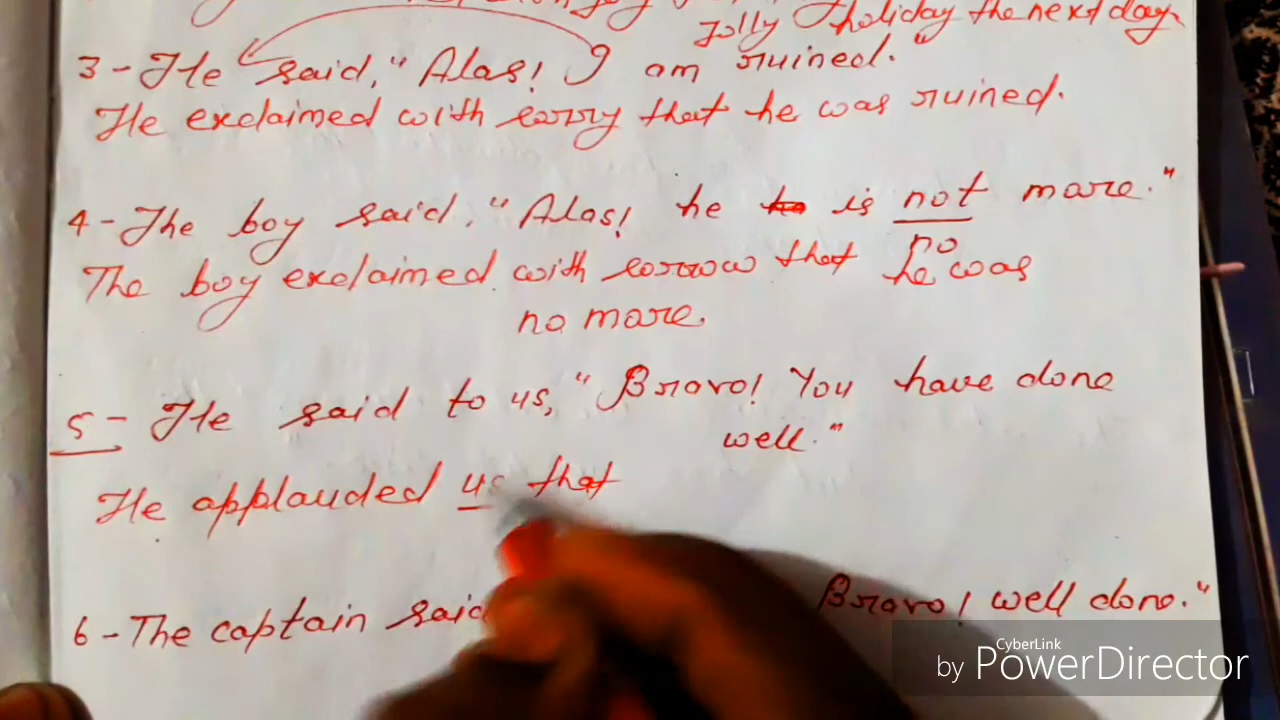 jolly holiday the next day
3 - He said, "Alas! I am ruined."
He exclaimed with sorry that he was ruined.
4 - The boy said, "Alas! he is not more."
no
The boy exclaimed with sorrow that he was
no more.
5 - He said to us, "Bravo! You have done
well."
He applauded us that
6 - The captain said Bravo! well done."
CyberLink
by PowerDirector